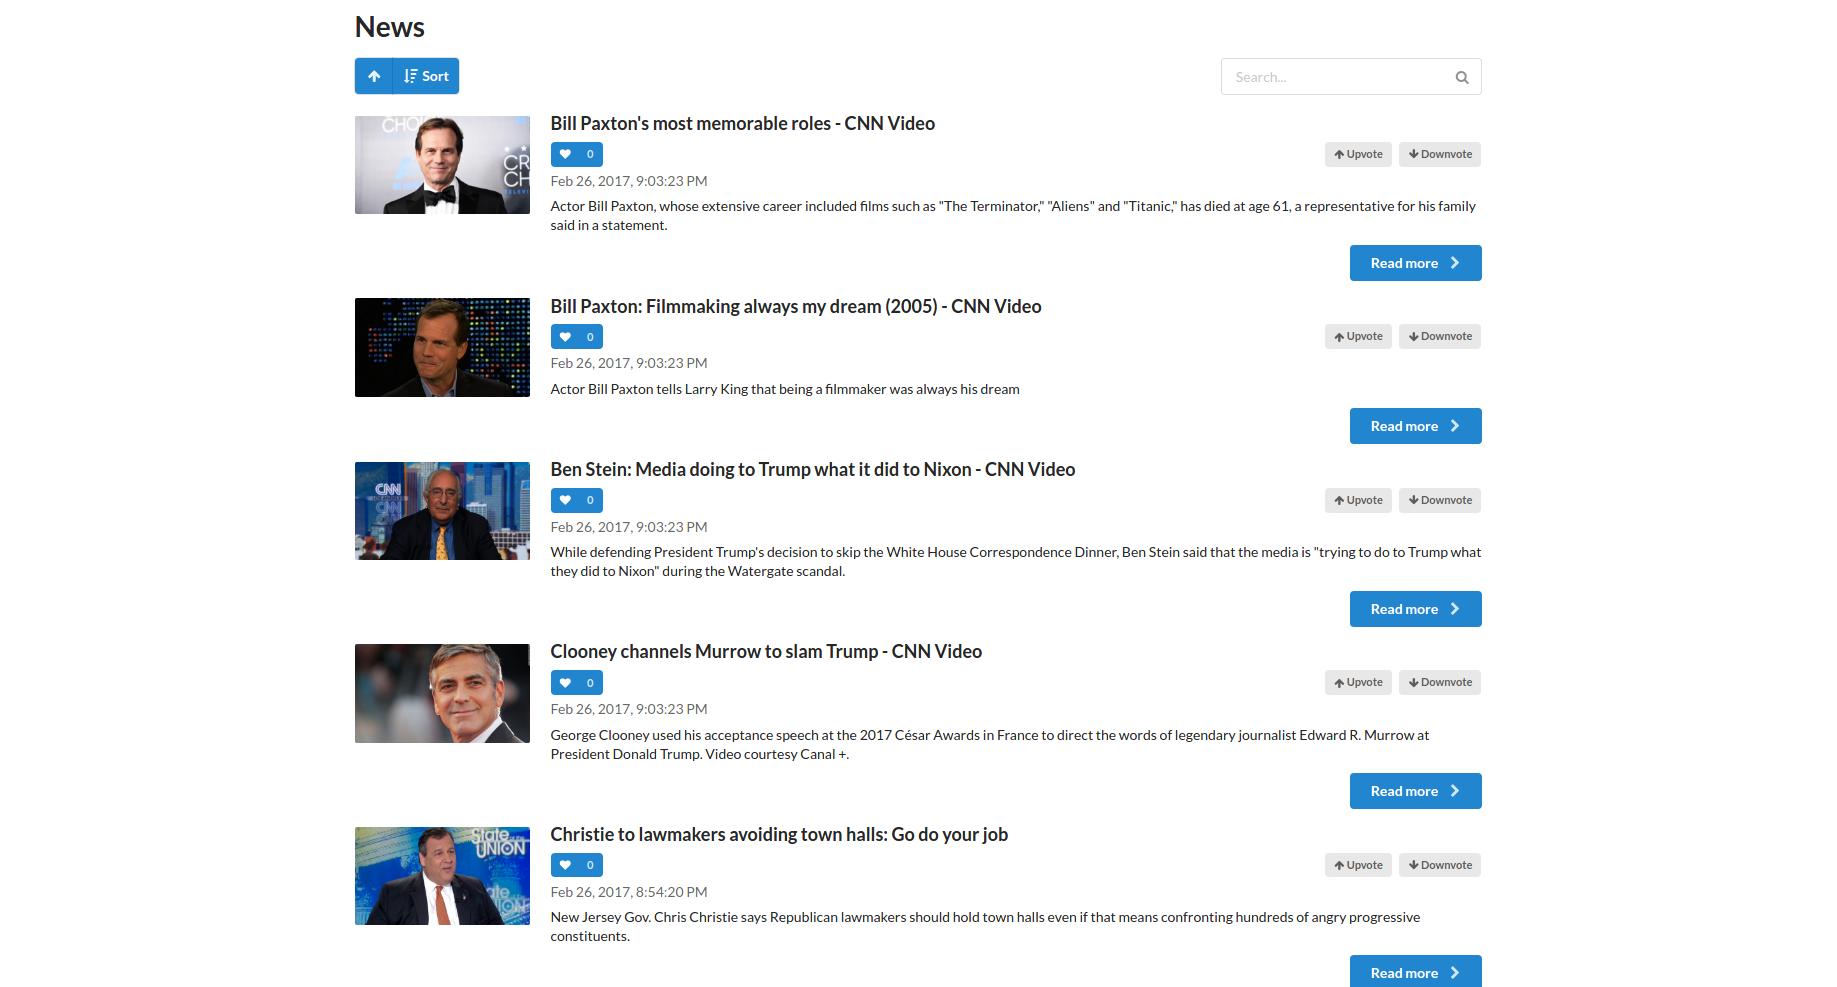 News
Sort
Search...
Bill Paxton's most memorable roles - CNN Video
0
Upvote
Downvote
Feb 26, 2017, 9:03:23 PM
Actor Bill Paxton, whose extensive career included films such as "The Terminator," "Aliens" and "Titanic," has died at age 61, a representative for his family
said in a statement.
Read more
Bill Paxton: Filmmaking always my dream (2005) - CNN Video
0
Upvote
Downvote
Feb 26, 2017, 9:03:23 PM
Actor Bill Paxton tells Larry King that being a filmmaker was always his dream
Read more
CNN
Ben Stein: Media doing to Trump what it did to Nixon - CNN Video
0
Upvote
Downvote
Feb 26, 2017, 9:03:23 PM
While defending President Trump's decision to skip the White House Correspondence Dinner, Ben Stein said that the media is "trying to do to Trump what
they did to Nixon" during the Watergate scandal.
Read more
Clooney channels Murrow to slam Trump - CNN Video
0
Upvote
Downvote
Feb 26, 2017, 9:03:23 PM
George Clooney used his acceptance speech at the 2017 César Awards in France to direct the words of legendary journalist Edward R. Murrow at
President Donald Trump. Video courtesy Canal +.
Read more
State
UNION
Christie to lawmakers avoiding town halls: Go do your job
0
Upvote
Downvote
Feb 26, 2017, 8:54:20 PM
New Jersey Gov. Chris Christie says Republican lawmakers should hold town halls even if that means confronting hundreds of angry progressive
constituents.
Read more